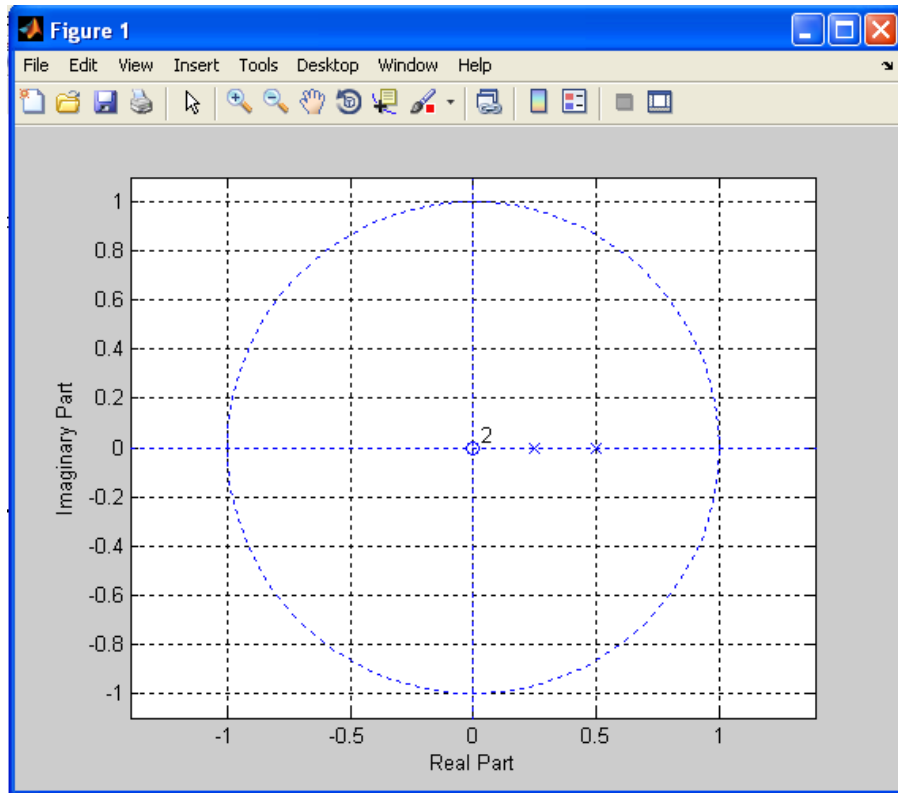 Figure 1
File Edit View Insert Tools Desktop Window Help
1
0.8
0.6
0.4
0.2
0
-0.2
-0.4
-0.6
-0.8
-1
Imaginary Part
2
-1 -0.5 0 0.5 1
Real Part